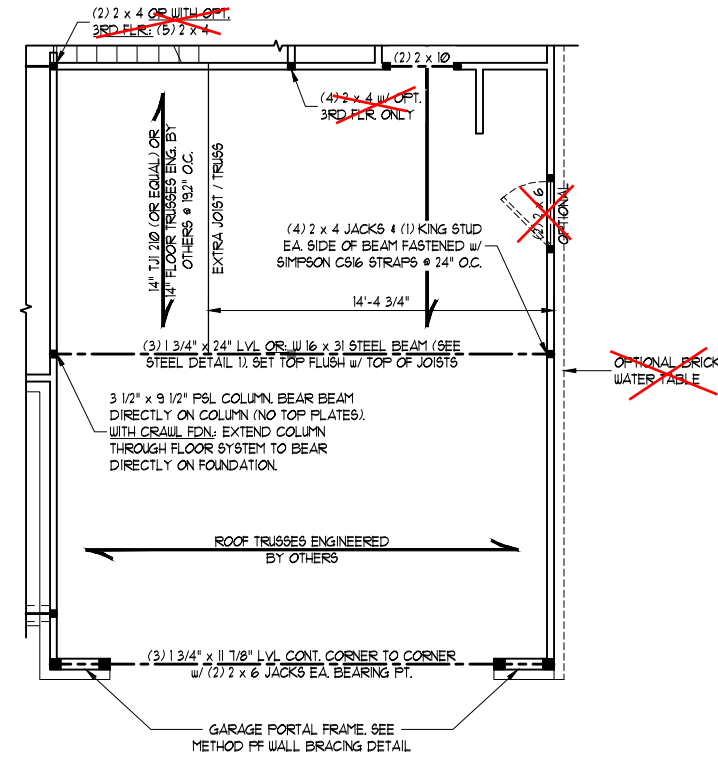 (2) 2 x 4 OR WITH OPT.
3RD FLR: (5) 2 x 4
(2) 2 x 10
(4) 2 x 4 w/ OPT.
3RD FLR. ONLY
14" TJI 210 (OR EQUAL) OR
14" FLOOR TRUSSES ENG. BY
OTHERS @ 19.2" O.C.
EXTRA JOIST / TRUSS
(2) 2 x 6
OPTIONAL
(4) 2 x 4 JACKS & (1) KING STUD
EA. SIDE OF BEAM FASTENED w/
SIMPSON CS16 STRAPS @ 24" O.C.
14'-4 3/4"
(3) 1 3/4" x 24" LVL OR: W 16 x 31 STEEL BEAM (SEE
STEEL DETAIL 1). SET TOP FLUSH w/ TOP OF JOISTS
OPTIONAL BRICK
WATER TABLE
3 1/2" x 9 1/2" PSL COLUMN. BEAR BEAM
DIRECTLY ON COLUMN (NO TOP PLATES).
WITH CRAWL FDN.: EXTEND COLUMN
THROUGH FLOOR SYSTEM TO BEAR
DIRECTLY ON FOUNDATION.
ROOF TRUSSES ENGINEERED
BY OTHERS
(3) 1 3/4" x 11 7/8" LVL CONT. CORNER TO CORNER
w/ (2) 2 x 6 JACKS EA. BEARING PT.
GARAGE PORTAL FRAME. SEE
METHOD PF WALL BRACING DETAIL